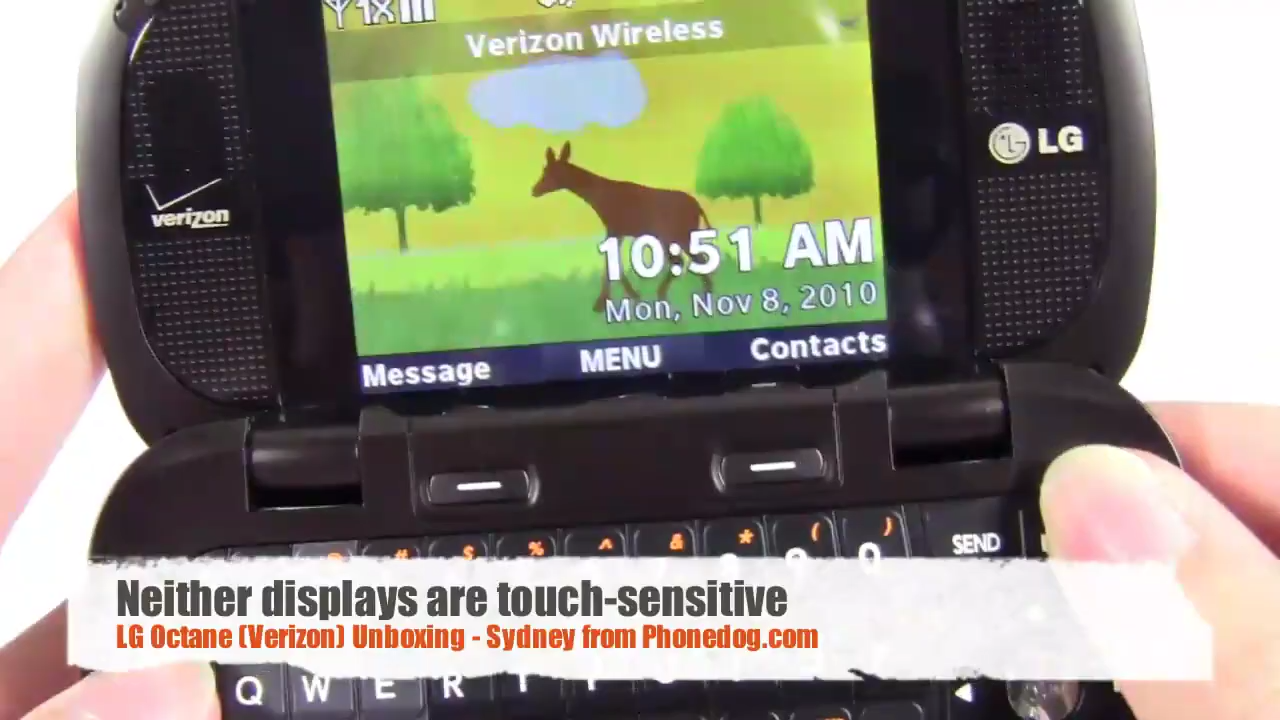 1X
Verizon Wireless
LG
verizon
10:51 AM
Mon, Nov 8, 2010
Message MENU Contacts
# $ % ^ & * ( )
SEND
Neither displays are touch-sensitive
LG Octane (Verizon) Unboxing - Sydney from Phonedog.com
Q W E R